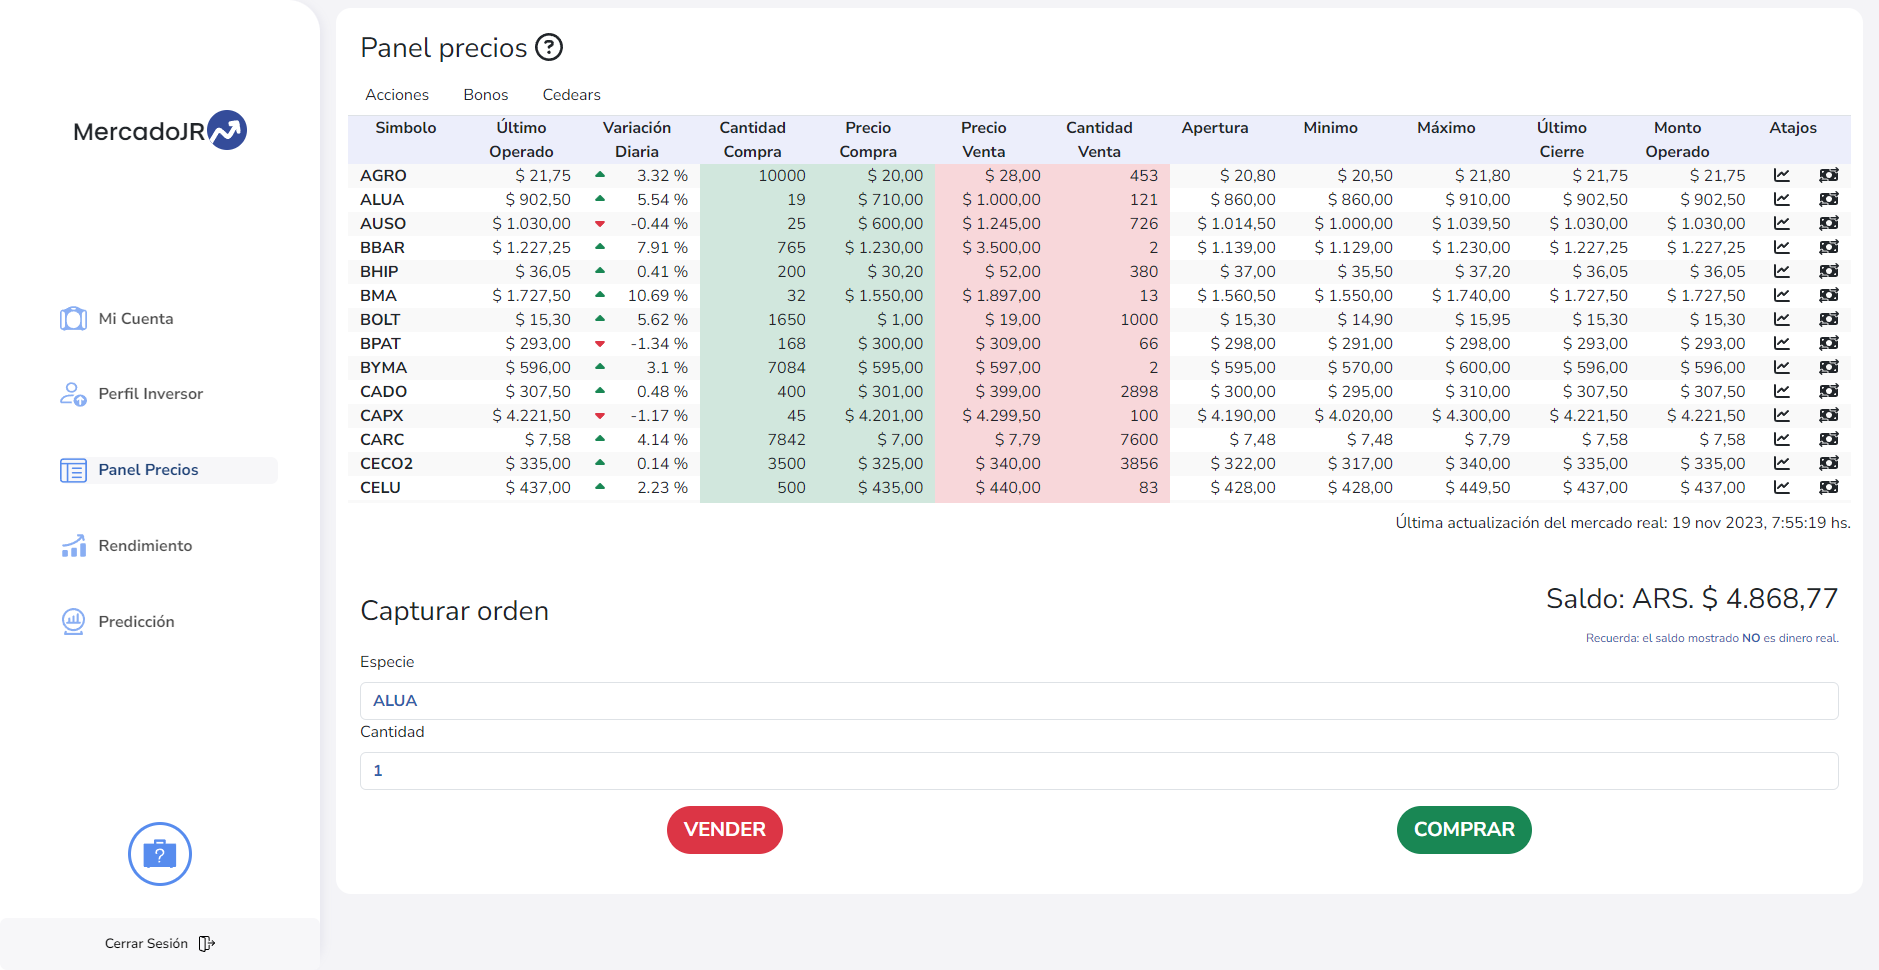 MercadoJR
Mi Cuenta
Perfil Inversor
Panel Precios
Rendimiento
Predicción
?
Cerrar Sesión
Panel precios ?
Acciones Bonos Cedears
Simbolo Último Operado Variación Diaria Cantidad Compra Precio Compra Precio Venta Cantidad Venta Apertura Minimo Máximo Último Cierre Monto Operado Atajos
AGRO $ 21,75 3.32 % 10000 $ 20,00 $ 28,00 453 $ 20,80 $ 20,50 $ 21,80 $ 21,75 $ 21,75
ALUA $ 902,50 5.54 % 19 $ 710,00 $ 1.000,00 121 $ 860,00 $ 860,00 $ 910,00 $ 902,50 $ 902,50
AUSO $ 1.030,00 -0.44 % 25 $ 600,00 $ 1.245,00 726 $ 1.014,50 $ 1.000,00 $ 1.039,50 $ 1.030,00 $ 1.030,00
BBAR $ 1.227,25 7.91 % 765 $ 1.230,00 $ 3.500,00 2 $ 1.139,00 $ 1.129,00 $ 1.230,00 $ 1.227,25 $ 1.227,25
BHIP $ 36,05 0.41 % 200 $ 30,20 $ 52,00 380 $ 37,00 $ 35,50 $ 37,20 $ 36,05 $ 36,05
BMA $ 1.727,50 10.69 % 32 $ 1.550,00 $ 1.897,00 13 $ 1.560,50 $ 1.550,00 $ 1.740,00 $ 1.727,50 $ 1.727,50
BOLT $ 15,30 5.62 % 1650 $ 1,00 $ 19,00 1000 $ 15,30 $ 14,90 $ 15,95 $ 15,30 $ 15,30
BPAT $ 293,00 -1.34 % 168 $ 300,00 $ 309,00 66 $ 298,00 $ 291,00 $ 298,00 $ 293,00 $ 293,00
BYMA $ 596,00 3.1 % 7084 $ 595,00 $ 597,00 2 $ 595,00 $ 570,00 $ 600,00 $ 596,00 $ 596,00
CADO $ 307,50 0.48 % 400 $ 301,00 $ 399,00 2898 $ 300,00 $ 295,00 $ 310,00 $ 307,50 $ 307,50
CAPX $ 4.221,50 -1.17 % 45 $ 4.201,00 $ 4.299,50 100 $ 4.190,00 $ 4.020,00 $ 4.300,00 $ 4.221,50 $ 4.221,50
CARC $ 7,58 4.14 % 7842 $ 7,00 $ 7,79 7600 $ 7,48 $ 7,48 $ 7,79 $ 7,58 $ 7,58
CECO2 $ 335,00 0.14 % 3500 $ 325,00 $ 340,00 3856 $ 322,00 $ 317,00 $ 340,00 $ 335,00 $ 335,00
CELU $ 437,00 2.23 % 500 $ 435,00 $ 440,00 83 $ 428,00 $ 428,00 $ 449,50 $ 437,00 $ 437,00
Última actualización del mercado real: 19 nov 2023, 7:55:19 hs.
Capturar orden
Saldo: ARS. $ 4.868,77
Recuerda: el saldo mostrado NO es dinero real.
Especie
ALUA
Cantidad
1
VENDER COMPRAR